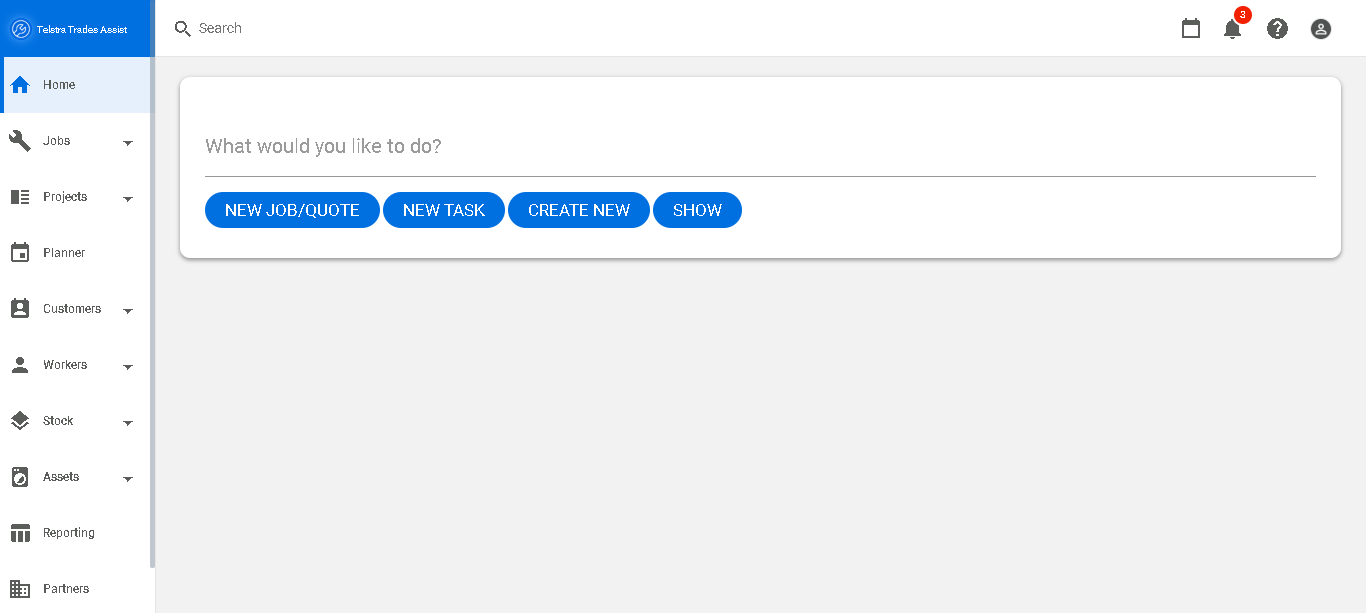 Telstra Trades Assist
Search
3
Home
Jobs
Projects
Planner
Customers
Workers
Stock
Assets
Reporting
Partners
What would you like to do?
NEW JOB/QUOTE NEW TASK CREATE NEW SHOW